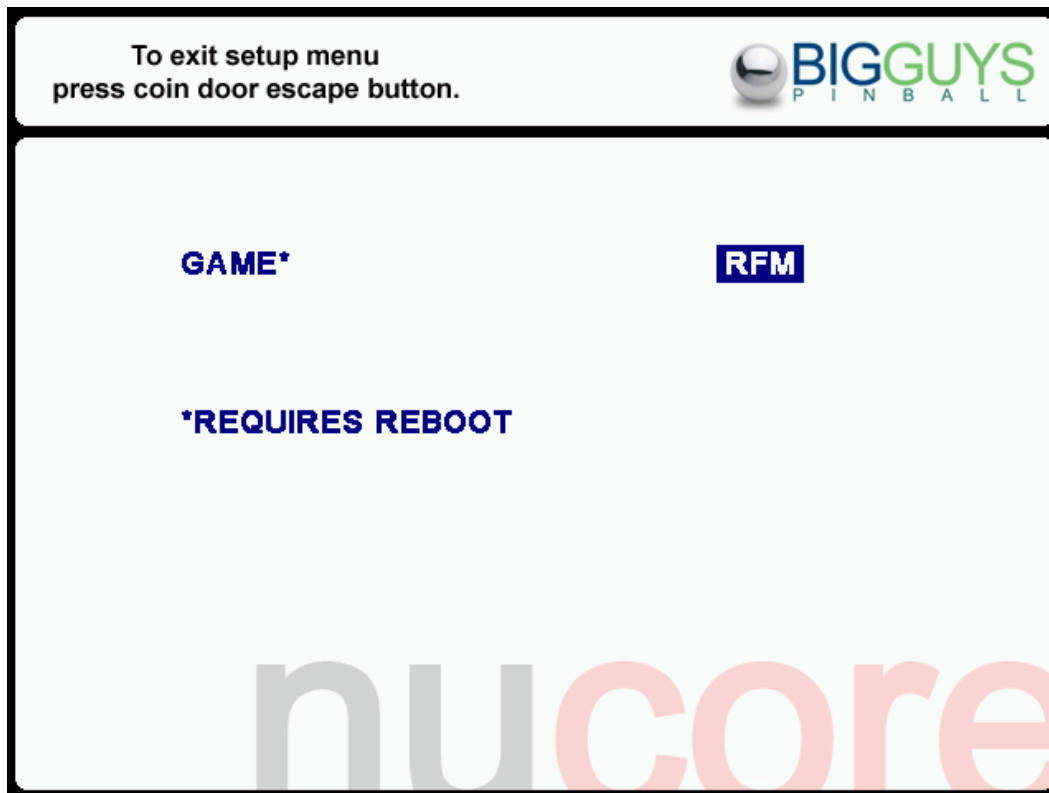 To exit setup menu
press coin door escape button.
BIGGUYS
PINBALL
GAME* RFM
*REQUIRES REBOOT
nucore